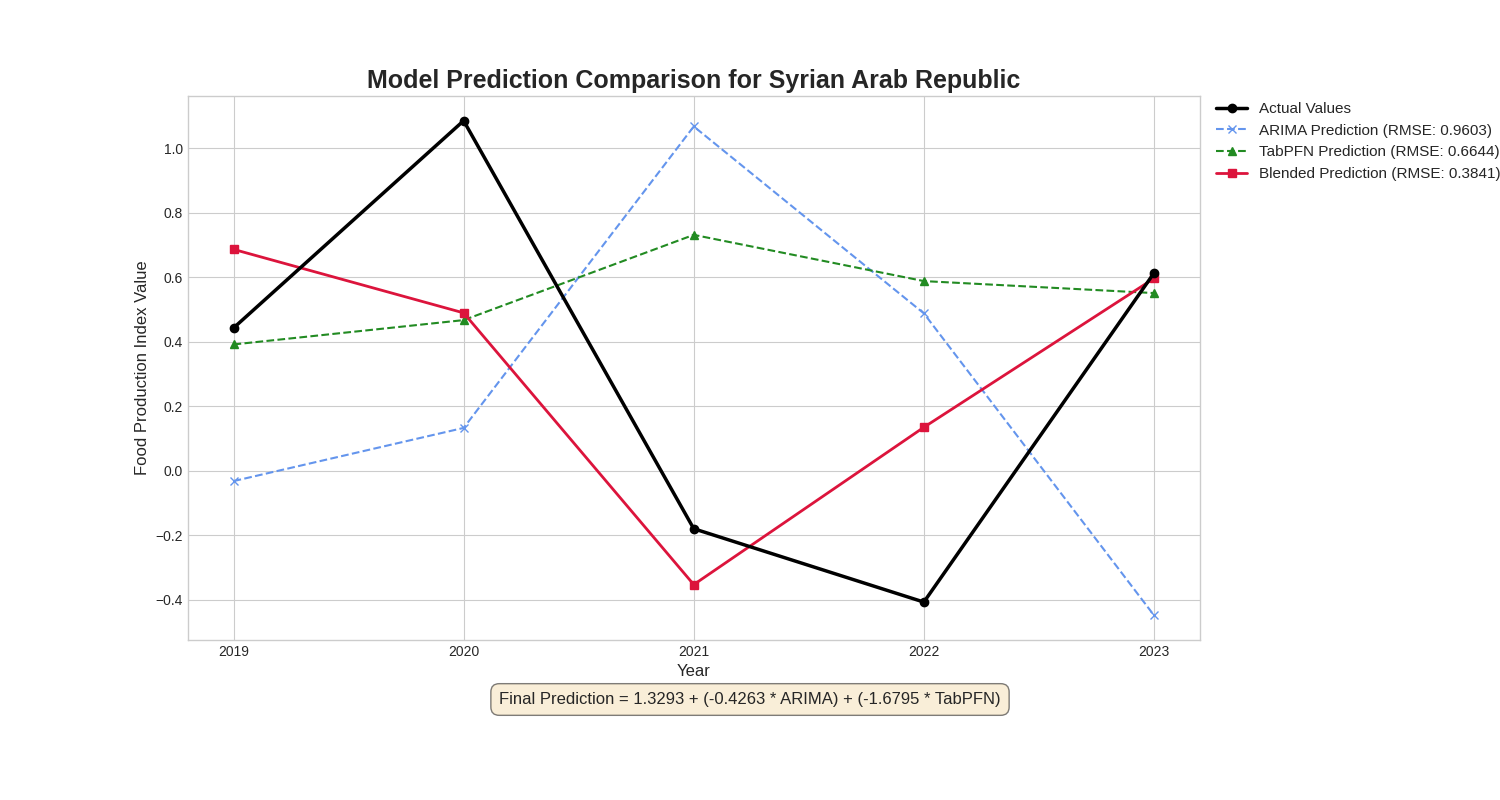 Model Prediction Comparison for Syrian Arab Republic
Actual Values
ARIMA Prediction (RMSE: 0.9603)
TabPFN Prediction (RMSE: 0.6644)
Blended Prediction (RMSE: 0.3841)
Food Production Index Value
1.0
0.8
0.6
0.4
0.2
0.0
−0.2
−0.4
2019 2020 2021 2022 2023
Year
Final Prediction = 1.3293 + (-0.4263 * ARIMA) + (-1.6795 * TabPFN)